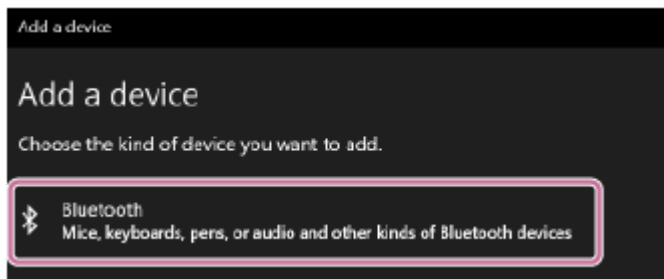 Add a device
Add a device
Choose the kind of device you want to add.
Bluetooth
Mice, keyboards, pens, or audio and other kinds of Bluetooth devices